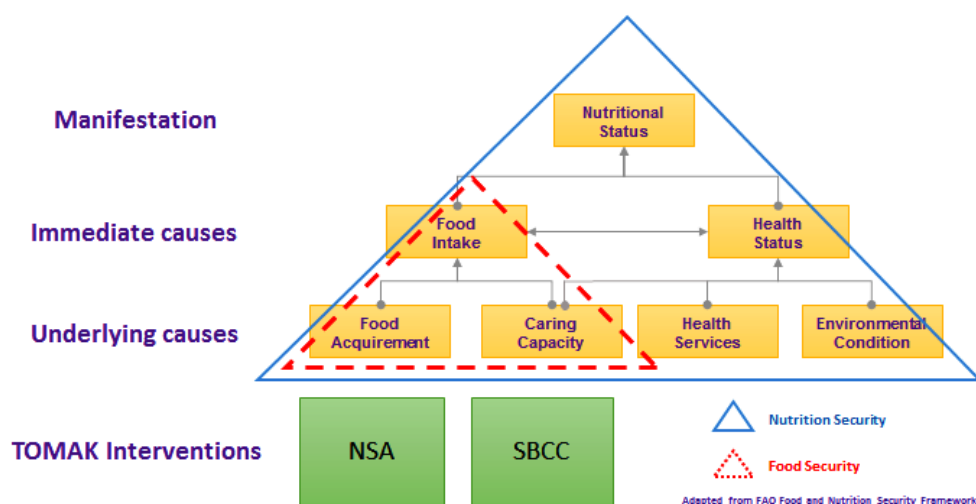 Manifestation
Nutritional
Status
Immediate causes
Food
Intake
Health
Status
Underlying causes
Food
Acquirement
Caring
Capacity
Health
Services
Environmental
Condition
TOMAK Interventions
NSA
SBCC
Nutrition Security
Food Security
Adapted from FAO Food and Nutrition Security Framework